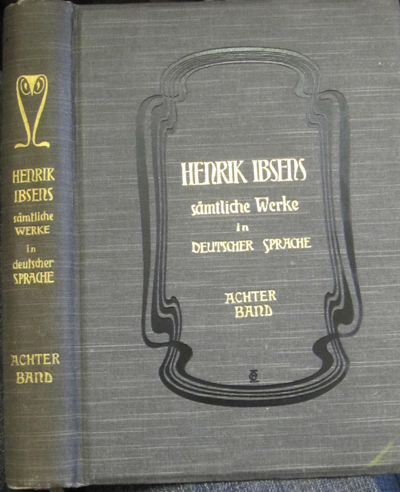 HENRIK
IBSENS
sämtliche
WERKE
in
deutscher
SPRACHE
ACHTER
BAND
HENRIK IBSENS
sämtliche Werke
in
DEUTSCHER SPRACHE
ACHTER
BAND